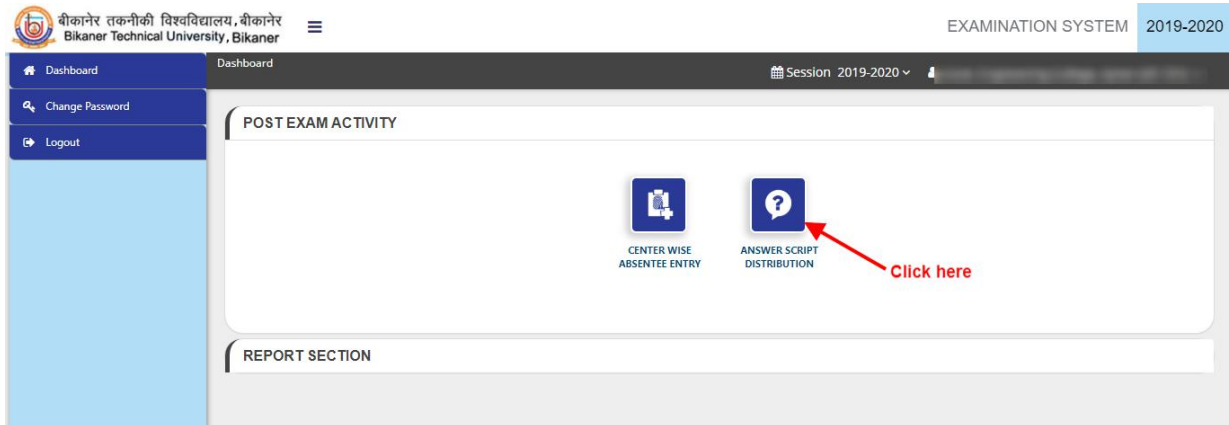 बीकानेर तकनीकी विश्वविद्यालय, बीकानेर
Bikaner Technical University, Bikaner
EXAMINATION SYSTEM
2019-2020
Dashboard
Change Password
Logout
Dashboard
Session 2019-2020
POST EXAM ACTIVITY
CENTER WISE
ABSENTEE ENTRY
ANSWER SCRIPT
DISTRIBUTION
Click here
REPORT SECTION